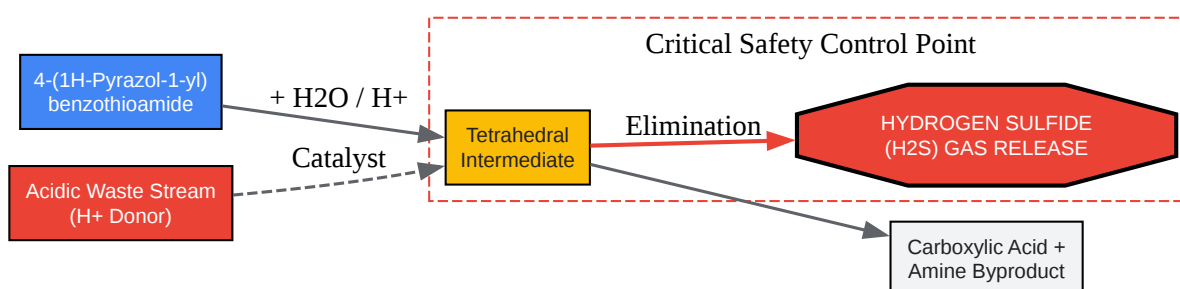 Critical Safety Control Point
4-(1H-Pyrazol-1-yl)
benzothioamide
+ H2O / H+
Tetrahedral
Intermediate
Elimination
HYDROGEN SULFIDE
(H2S) GAS RELEASE
Catalyst
Acidic Waste Stream
(H+ Donor)
Carboxylic Acid +
Amine Byproduct